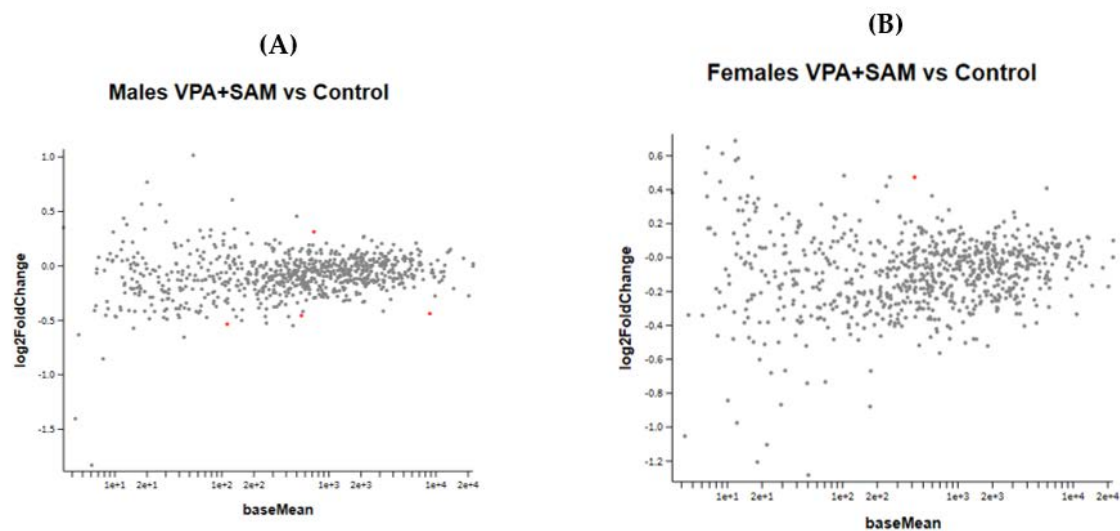 (A)
Males VPA+SAM vs Control
log2FoldChange
1.0
0.5
0.0
-0.5
-1.0
-1.5
1e+1 2e+1 1e+2 2e+2 1e+3 2e+3 1e+4 2e+4
baseMean
(B)
Females VPA+SAM vs Control
log2FoldChange
0.6
0.4
0.2
-0.0
-0.2
-0.4
-0.6
-0.8
-1.0
-1.2
1e+1 2e+1 1e+2 2e+2 1e+3 2e+3 1e+4 2e+4
baseMean